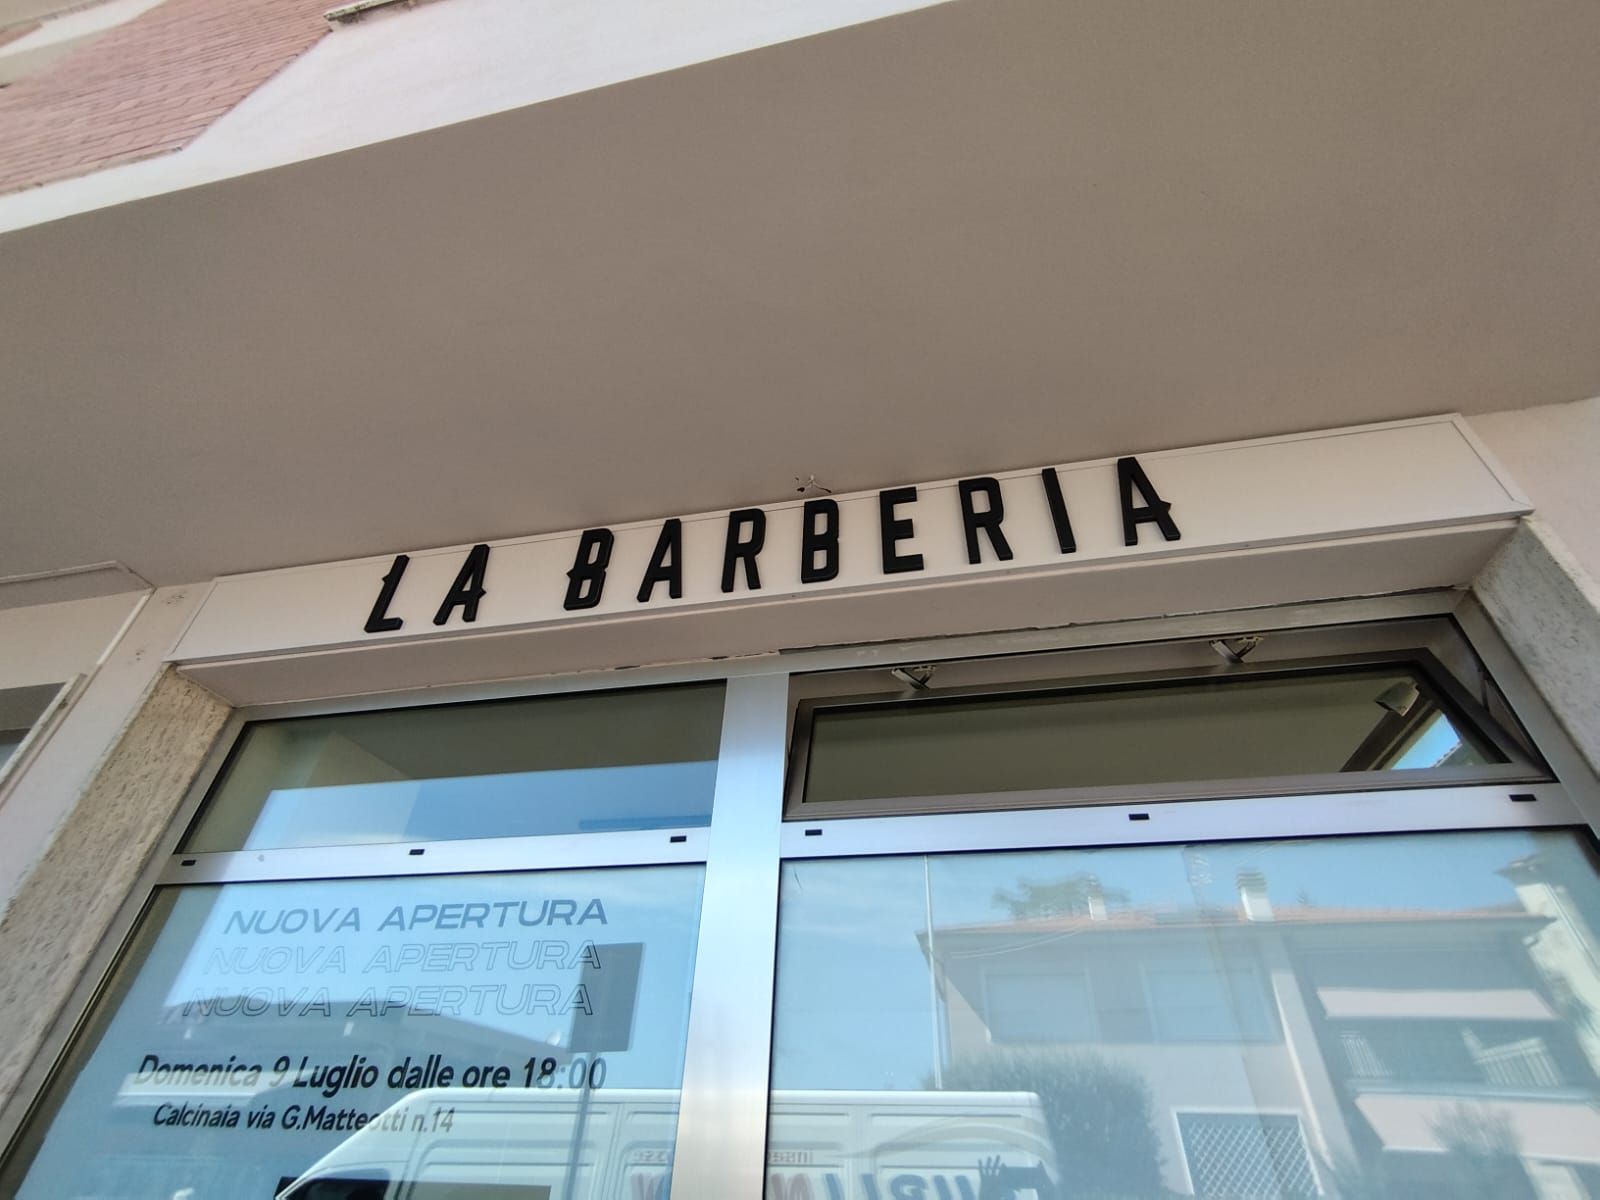 LA BARBERIA
NUOVA APERTURA
NUOVA APERTURA
NUOVA APERTURA
Domenica 9 Luglio dalle ore 18:00
Calcinaia via G.Matteotti n.14